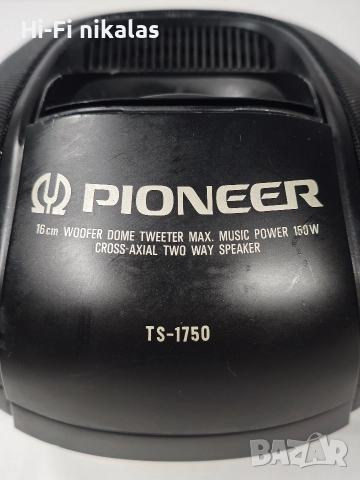 Hi-Fi nikalas
PIONEER
16cm WOOFER DOME TWEETER MAX. MUSIC POWER 150W
CROSS-AXIAL TWO WAY SPEAKER
TS-1750
BAZAR